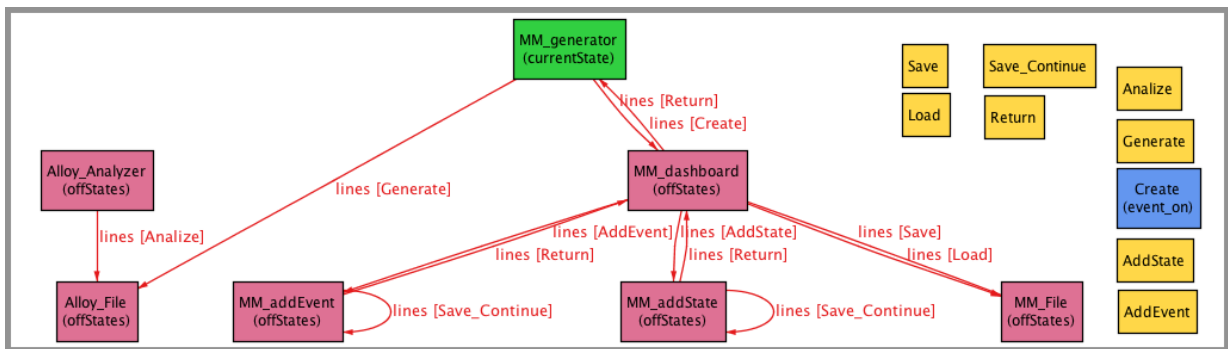 MM_generator
(currentState)
Save
Save_Continue
Analize
Load
Return
lines [Return]
lines [Create]
Generate
Alloy_Analyzer
(offStates)
lines [Generate]
MM_dashboard
(offStates)
Create
(event_on)
lines [Analize]
lines [AddEvent]
lines [AddState]
lines [Save]
lines [Return]
lines [Return]
lines [Load]
AddState
Alloy_File
(offStates)
MM_addEvent
(offStates)
lines [Save_Continue]
MM_addState
(offStates)
lines [Save_Continue]
MM_File
(offStates)
AddEvent